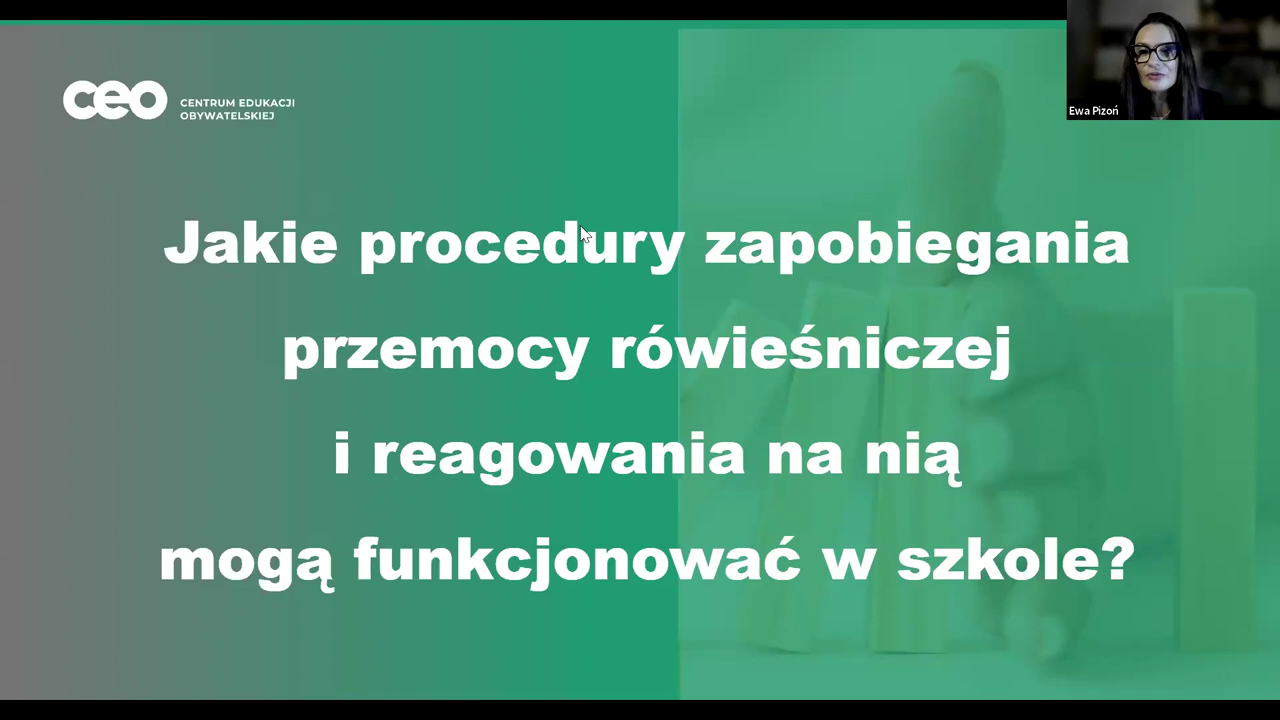 ceo
CENTRUM EDUKACJI
OBYWATELSKIEJ
Ewa Pizoń
Jakie procedury zapobiegania
przemocy rówieśniczej
i reagowania na nią
mogą funkcjonować w szkole?